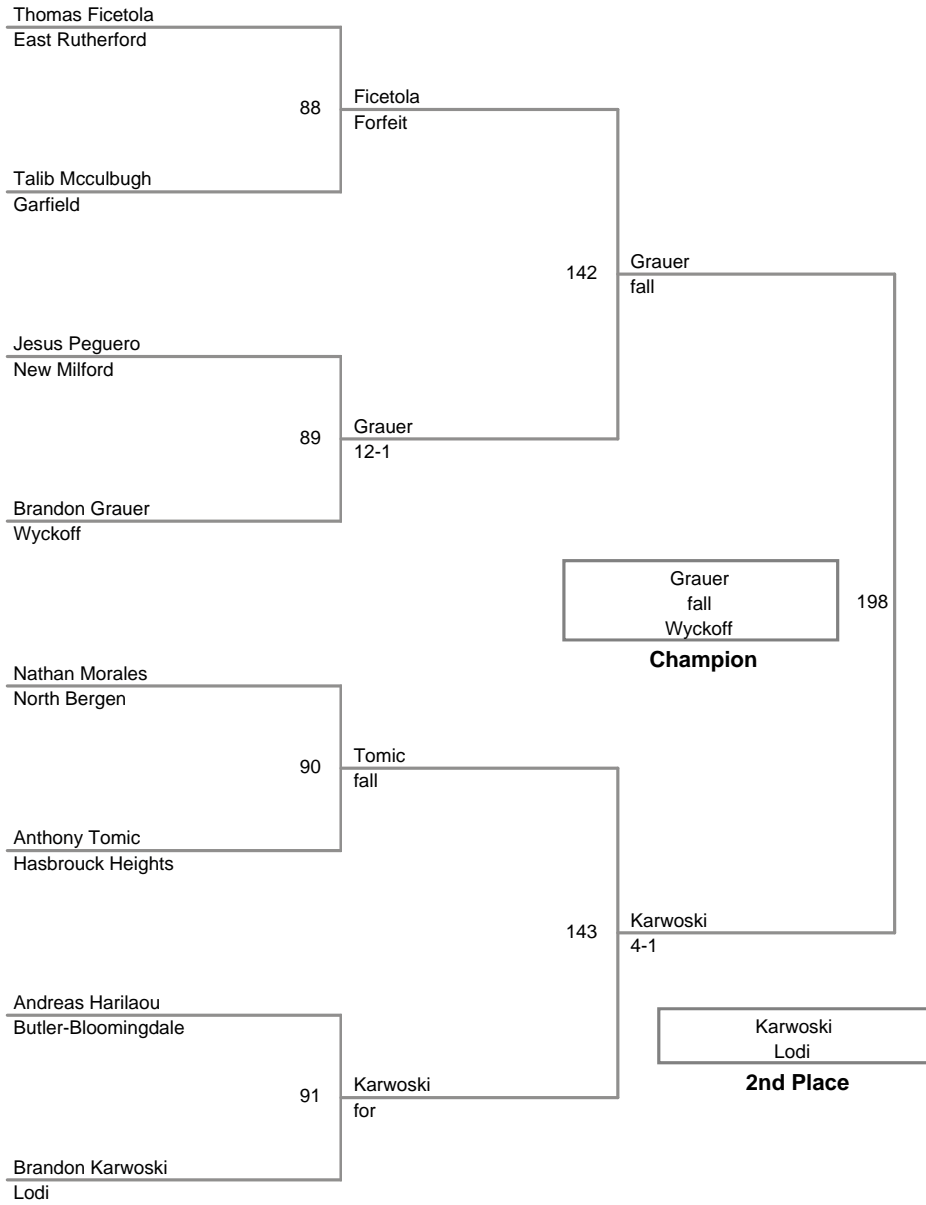 Thomas Ficetola
East Rutherford
88
Ficetola
Forfeit
Talib Mcculbugh
Garfield
142
Grauer
fall
Jesus Peguero
New Milford
89
Grauer
12-1
Brandon Grauer
Wyckoff
Grauer
fall
Wyckoff
198
Champion
Nathan Morales
North Bergen
90
Tomic
fall
Anthony Tomic
Hasbrouck Heights
143
Karwoski
4-1
Andreas Harilaou
Butler-Bloomingdale
Karwoski
Lodi
2nd Place
91
Karwoski
for
Brandon Karwoski
Lodi